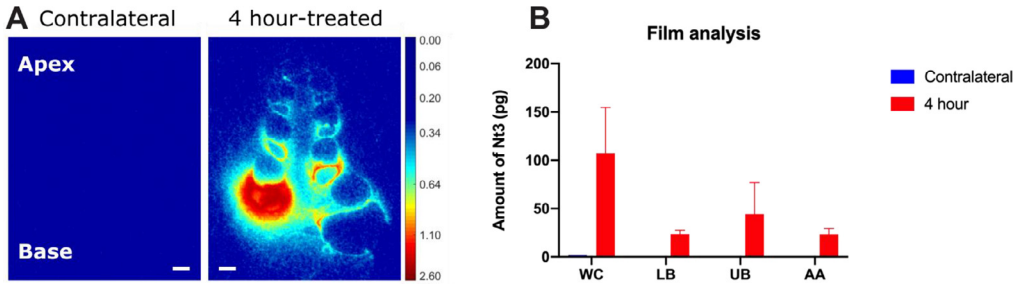 A
Contralateral
4 hour-treated
Apex
Base
0.00
0.06
0.20
0.34
0.64
1.10
2.60
B
Film analysis
Amount of Nt3 (pg)
200
150
100
50
0
WC
LB
UB
AA
Contralateral
4 hour